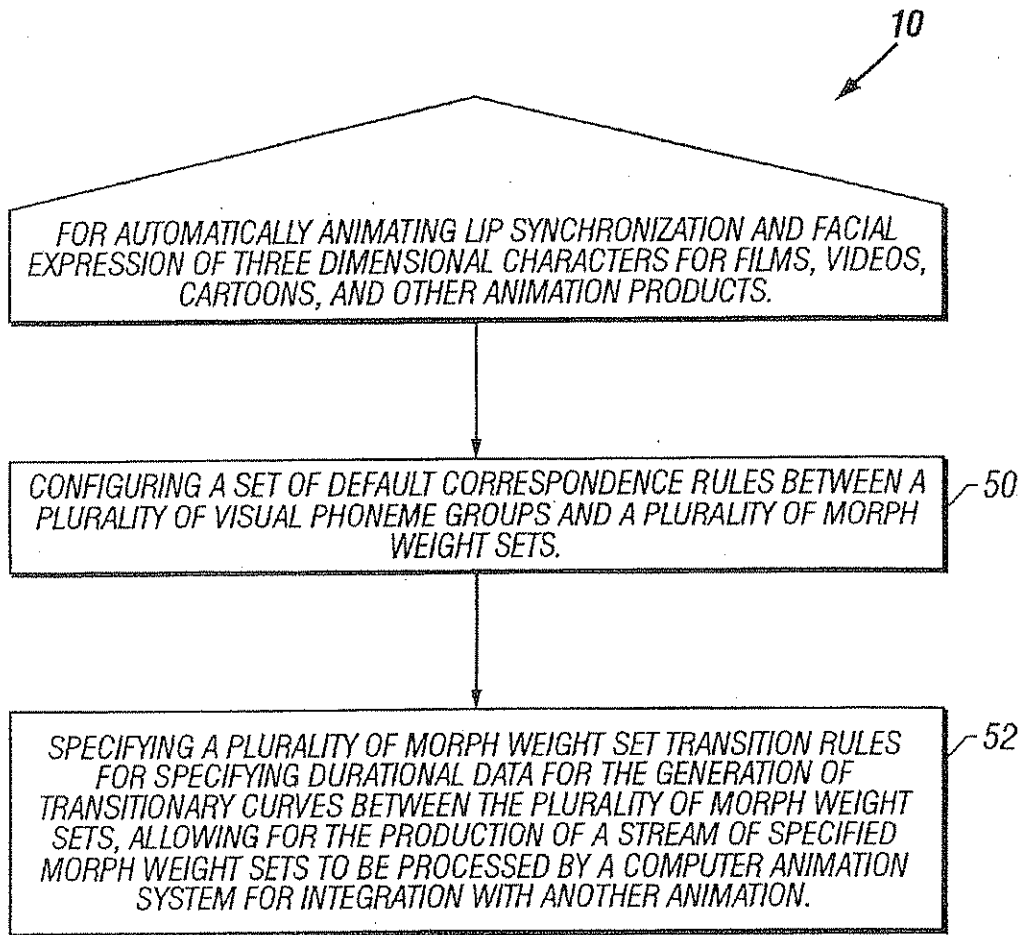 10
FOR AUTOMATICALLY ANIMATING LIP SYNCHRONIZATION AND FACIAL
EXPRESSION OF THREE DIMENSIONAL CHARACTERS FOR FILMS, VIDEOS,
CARTOONS, AND OTHER ANIMATION PRODUCTS.
CONFIGURING A SET OF DEFAULT CORRESPONDENCE RULES BETWEEN A
PLURALITY OF VISUAL PHONEME GROUPS AND A PLURALITY OF MORPH
WEIGHT SETS.
50
SPECIFYING A PLURALITY OF MORPH WEIGHT SET TRANSITION RULES
FOR SPECIFYING DURATIONAL DATA FOR THE GENERATION OF
TRANSITIONARY CURVES BETWEEN THE PLURALITY OF MORPH WEIGHT
SETS, ALLOWING FOR THE PRODUCTION OF A STREAM OF SPECIFIED
MORPH WEIGHT SETS TO BE PROCESSED BY A COMPUTER ANIMATION
SYSTEM FOR INTEGRATION WITH ANOTHER ANIMATION.
52